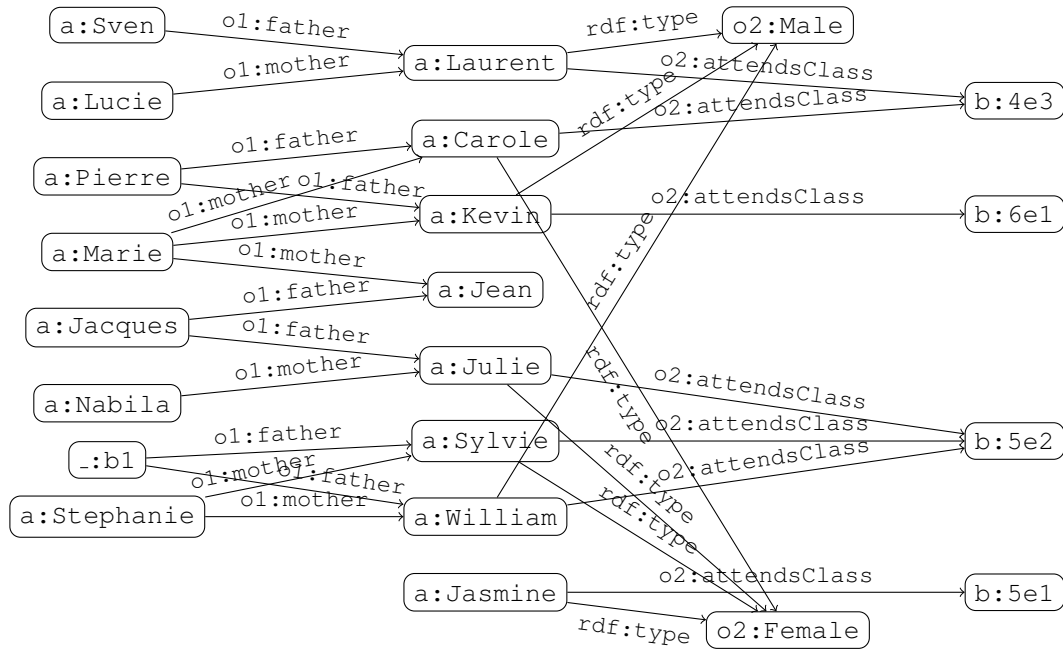 a:Sven
o1:father
rdf:type
o2:Male
a:Laurent
o2:attendsClass
o1:mother
a:Lucie
b:4e3
o2:attendsClass
rdf:type
o1:father
a:Carole
a:Pierre
o1:father
o1:mother
a:Kevin
o2:attendsClass
b:6e1
o1:mother
a:Marie
o1:mother
rdf:type
a:Jean
o1:father
a:Jacques
o1:father
a:Julie
rdf:type
o2:attendsClass
o1:mother
a:Nabila
o1:father
a:Sylvie
o2:attendsClass
b:5e2
_:b1
o1:mother
o1:father
o2:attendsClass
rdf:type
a:Stephanie
o1:mother
a:William
rdf:type
a:Jasmine
o2:attendsClass
b:5e1
rdf:type
o2:Female